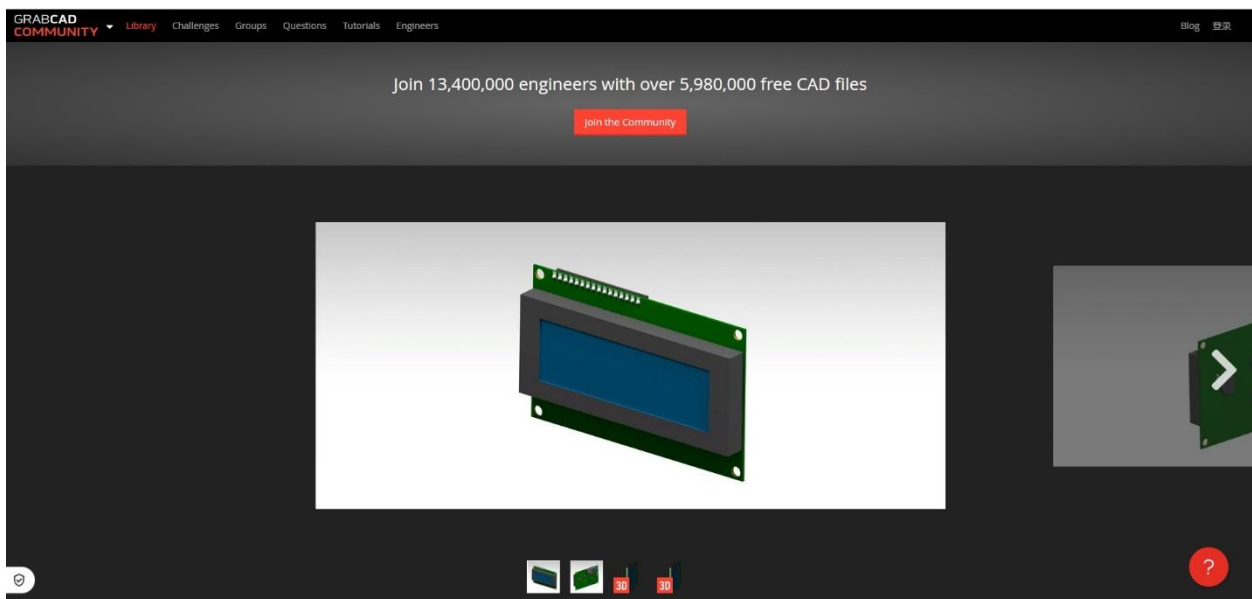 GRABCAD
COMMUNITY
Library Challenges Groups Questions Tutorials Engineers Blog 登录
Join 13,400,000 engineers with over 5,980,000 free CAD files
Join the Community
3D 3D
?